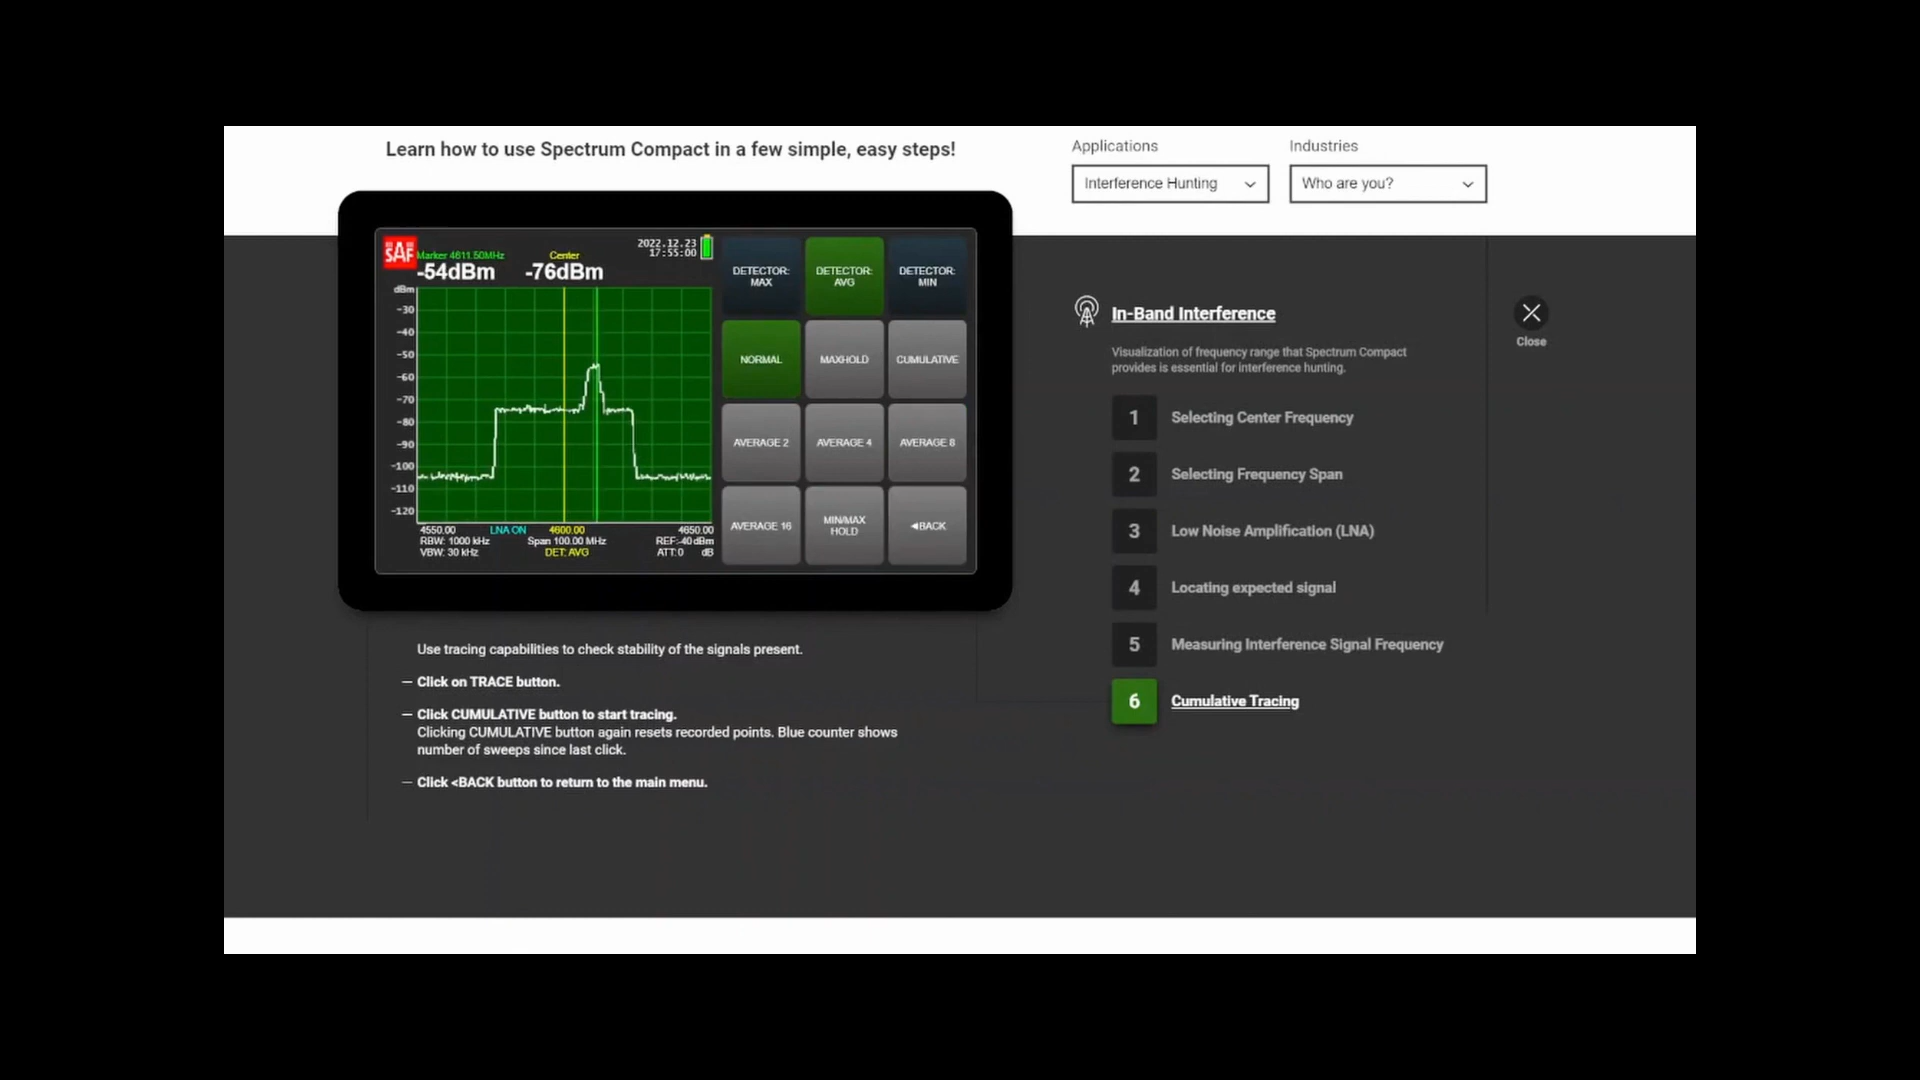 Learn how to use Spectrum Compact in a few simple, easy steps!
Applications
Industries
Interference Hunting
Who are you?
SAF
Marker 4611.50MHz
-54dBm
Center
-76dBm
2022.12.23
17:55:00
dBm
-30
-40
-50
-60
-70
-80
-90
-100
-110
-120
4550.00
LNA ON
4600.00
4650.00
RBW: 1000 kHz
Span 100.00 MHz
REF:-40 dBm
VBW: 30 kHz
DET: AVG
ATT:0 dB
DETECTOR:
MAX
DETECTOR:
AVG
DETECTOR:
MIN
NORMAL
MAXHOLD
CUMULATIVE
AVERAGE 2
AVERAGE 4
AVERAGE 8
AVERAGE 16
MIN/MAX
HOLD
◀BACK
In-Band Interference
Close
Visualization of frequency range that Spectrum Compact
provides is essential for interference hunting.
1 Selecting Center Frequency
2 Selecting Frequency Span
3 Low Noise Amplification (LNA)
4 Locating expected signal
5 Measuring Interference Signal Frequency
6 Cumulative Tracing
Use tracing capabilities to check stability of the signals present.
— Click on TRACE button.
— Click CUMULATIVE button to start tracing.
Clicking CUMULATIVE button again resets recorded points. Blue counter shows
number of sweeps since last click.
— Click <BACK button to return to the main menu.